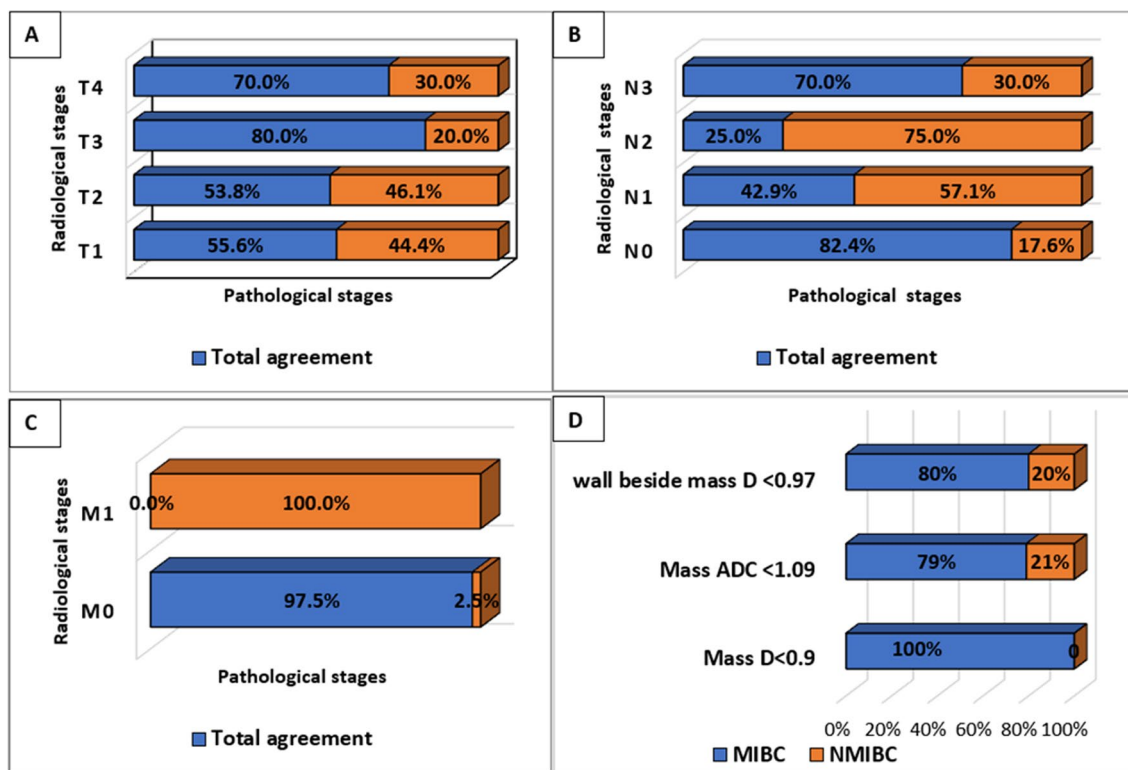 A
Radiological stages
T4
70.0%
30.0%
T3
80.0%
20.0%
T2
53.8%
46.1%
T1
55.6%
44.4%
Pathological stages
Total agreement
B
Radiological stages
N3
70.0%
30.0%
N2
25.0%
75.0%
N1
42.9%
57.1%
N0
82.4%
17.6%
Pathological stages
Total agreement
C
Radiological stages
M1
0.0%
100.0%
M0
97.5%
2.5%
Pathological stages
Total agreement
D
wall beside mass D <0.97
80%
20%
Mass ADC <1.09
79%
21%
Mass D<0.9
100%
0
0% 20% 40% 60% 80% 100%
MIBC NMIBC